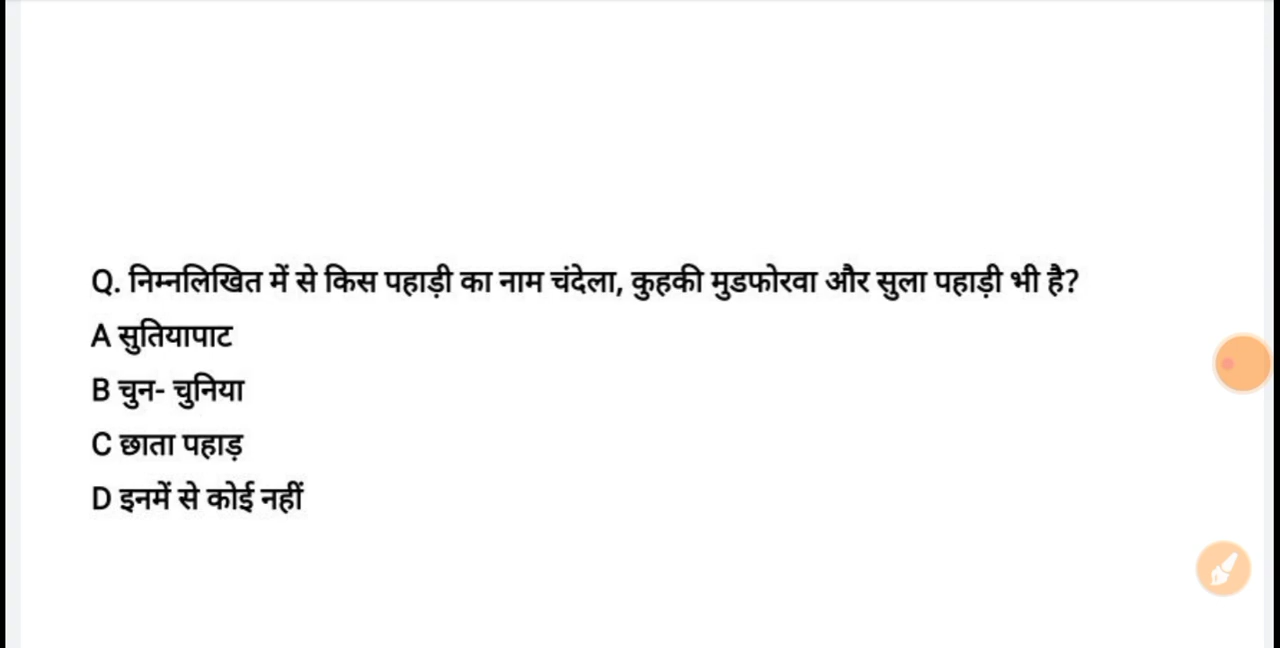 Q. निम्नलिखित में से किस पहाड़ी का नाम चंदेला, कुहकी मुडफोरवा और सुला पहाड़ी भी है?
A सुतियापाट
B चुन- चुनिया
C छाता पहाड़
D इनमें से कोई नहीं